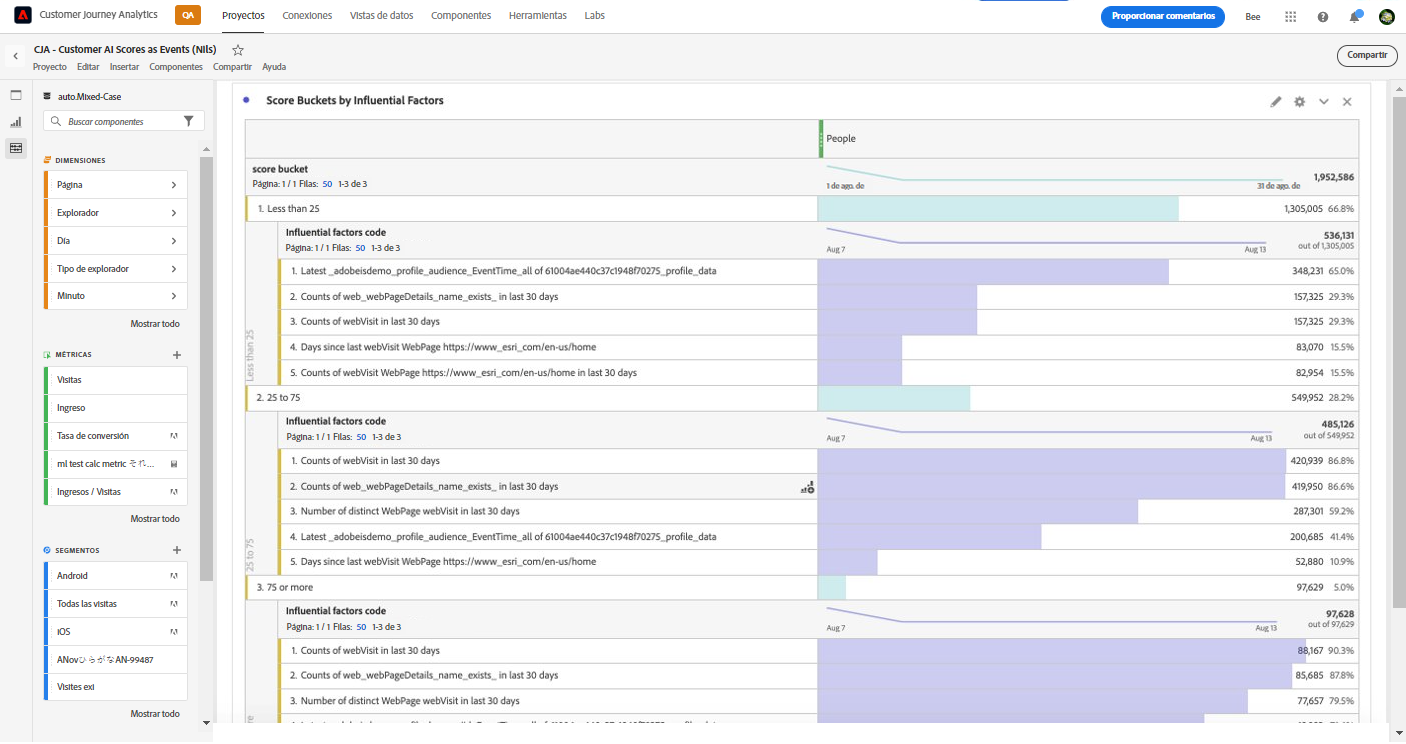 Customer Journey Analytics
QA
Proyectos
Conexiones
Vistas de datos
Componentes
Herramientas
Labs
Proporcionar comentarios
Bee
CJA - Customer AI Scores as Events (Nils)
Proyecto Editar Insertar Componentes Compartir Ayuda
Compartir
auto.Mixed-Case
Buscar componentes
DIMENSIONES
Página
Explorador
Día
Tipo de explorador
Minuto
Mostrar todo
MÉTRICAS
Visitas
Ingreso
Tasa de conversión
ml test calc metric それ...
Ingresos / Visitas
Mostrar todo
SEGMENTOS
Android
Todas las visitas
iOS
ANovひらがなAN-99487
Visites exi
Mostrar todo
Score Buckets by Influential Factors
People
score bucket
Página: 1 / 1 Filas: 50 1-3 de 3
1 de ago. de
31 de ago. de
1,952,586
1. Less than 25
1,305,005 66.8%
Less than 25
Influential factors code
Página: 1 / 1 Filas: 50 1-3 de 3
Aug 7
Aug 13
536,131
out of 1,305,005
1. Latest _adobeisdemo_profile_audience_EventTime_all of 61004ae440c37c1948f70275_profile_data
348,231 65.0%
2. Counts of web_webPageDetails_name_exists_ in last 30 days
157,325 29.3%
3. Counts of webVisit in last 30 days
157,325 29.3%
4. Days since last webVisit WebPage https://www_esri_com/en-us/home
83,070 15.5%
5. Counts of webVisit WebPage https://www_esri_com/en-us/home in last 30 days
82,954 15.5%
2. 25 to 75
549,952 28.2%
25 to 75
Influential factors code
Página: 1 / 1 Filas: 50 1-3 de 3
Aug 7
Aug 13
485,126
out of 549,952
1. Counts of webVisit in last 30 days
420,939 86.8%
2. Counts of web_webPageDetails_name_exists_ in last 30 days
419,950 86.6%
3. Number of distinct WebPage webVisit in last 30 days
287,301 59.2%
4. Latest _adobeisdemo_profile_audience_EventTime_all of 61004ae440c37c1948f70275_profile_data
200,685 41.4%
5. Days since last webVisit WebPage https://www_esri_com/en-us/home
52,880 10.9%
3. 75 or more
97,629 5.0%
Influential factors code
Página: 1 / 1 Filas: 50 1-3 de 3
Aug 7
Aug 13
97,628
out of 97,629
1. Counts of webVisit in last 30 days
88,167 90.3%
2. Counts of web_webPageDetails_name_exists_ in last 30 days
85,685 87.8%
3. Number of distinct WebPage webVisit in last 30 days
77,657 79.5%